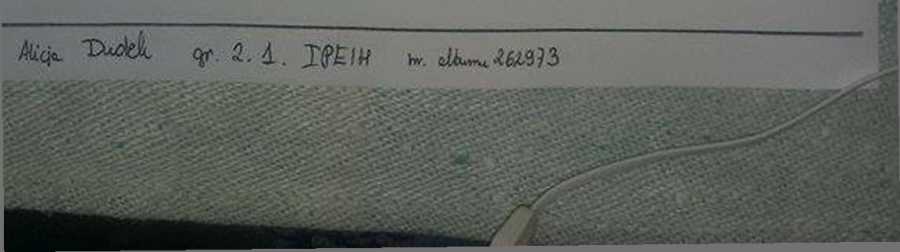 Alicja Dudek gr. 2.1. IPEIH nr. albumu 262973